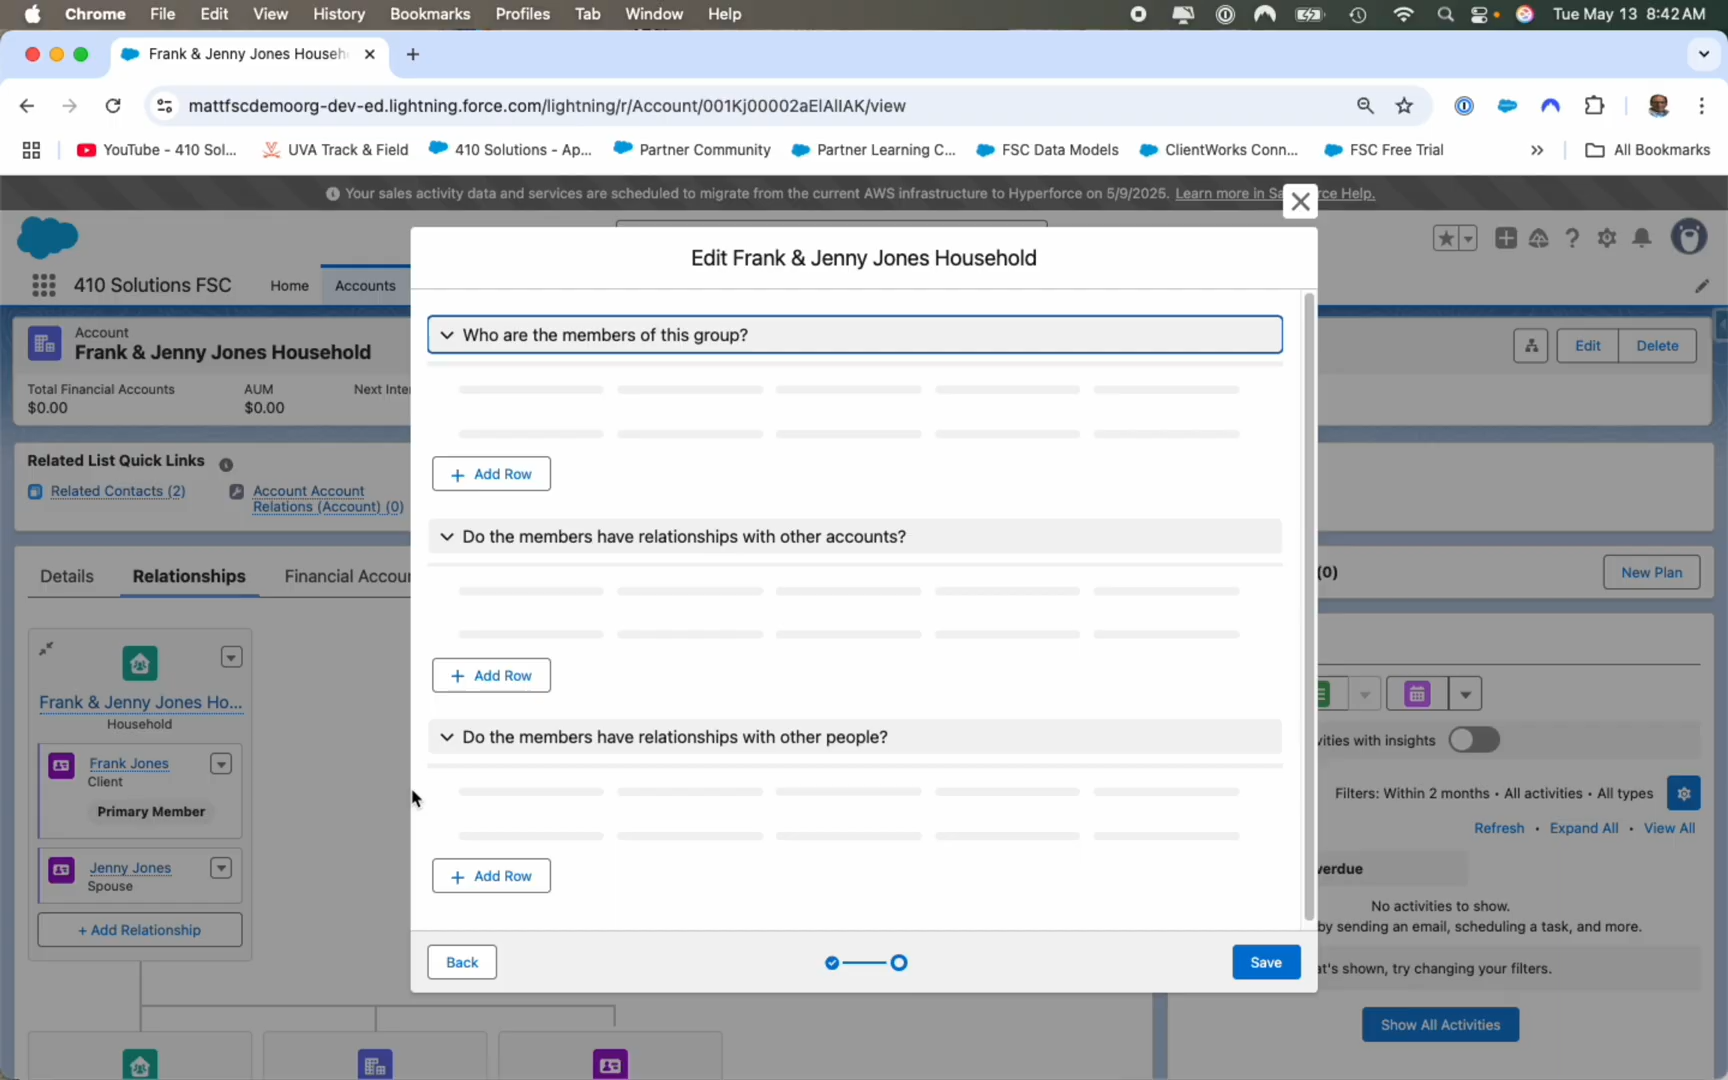 Chrome File Edit View History Bookmarks Profiles Tab Window Help Tue May 13 8:42 AM
Frank & Jenny Jones Househ
mattfscdemoorg-dev-ed.lightning.force.com/lightning/r/Account/001Kj00002aElAlIAK/view
YouTube - 410 Sol... UVA Track & Field 410 Solutions - Ap... Partner Community Partner Learning C... FSC Data Models ClientWorks Conn... FSC Free Trial » All Bookmarks
Your sales activity data and services are scheduled to migrate from the current AWS infrastructure to Hyperforce on 5/9/2025. Learn more in Sa rce Help.
410 Solutions FSC Home Accounts
Account
Frank & Jenny Jones Household
Edit Delete
Total Financial Accounts AUM Next Inte
$0.00 $0.00
Related List Quick Links
Related Contacts (2) Account Account
Relations (Account) (0)
Details Relationships Financial Accou
Frank & Jenny Jones Ho...
Household
Frank Jones
Client
Primary Member
Jenny Jones
Spouse
+ Add Relationship
Edit Frank & Jenny Jones Household
Who are the members of this group?
+ Add Row
Do the members have relationships with other accounts?
+ Add Row
Do the members have relationships with other people?
+ Add Row
Back Save
(0) New Plan
vities with insights
Filters: Within 2 months • All activities • All types
Refresh • Expand All • View All
verdue
No activities to show.
by sending an email, scheduling a task, and more.
at's shown, try changing your filters.
Show All Activities